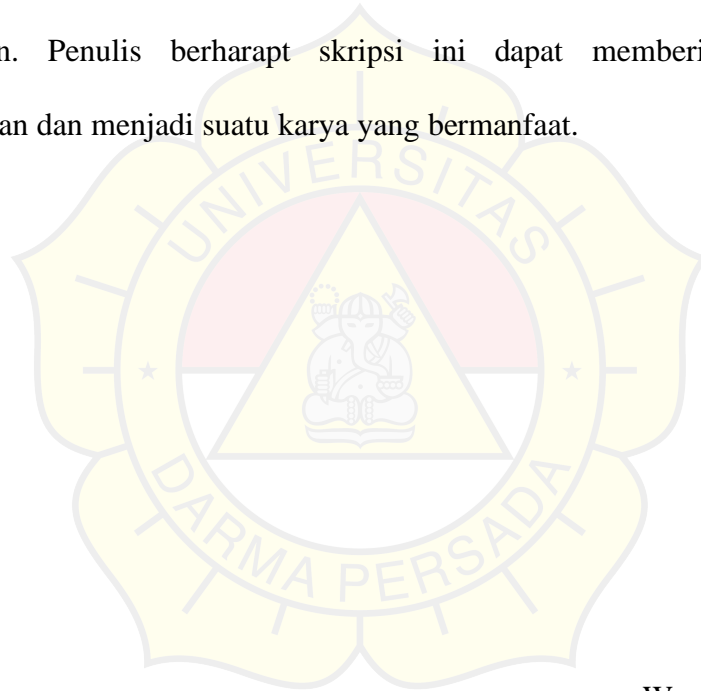 n. Penulis berharapt skripsi ini dapat memberi
an dan menjadi suatu karya yang bermanfaat.
UNIVERSITAS
DARMA PERSADA